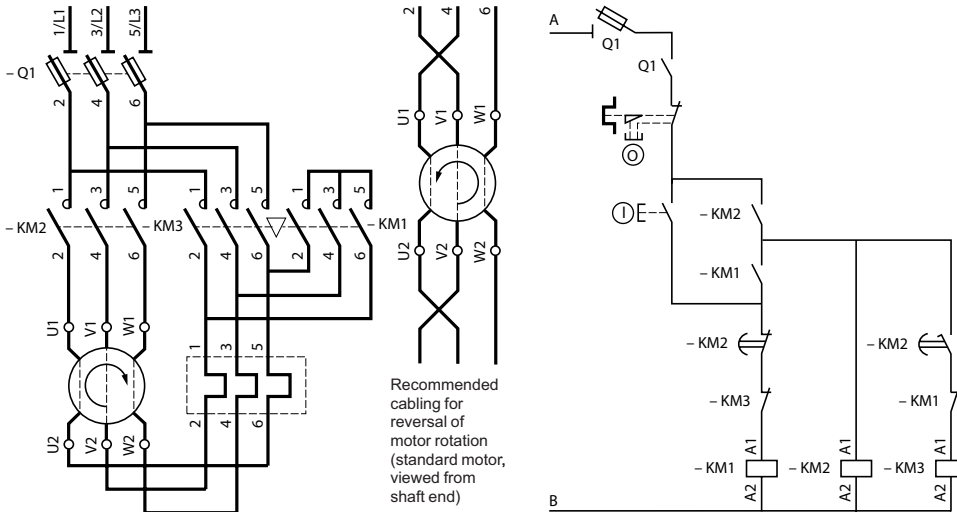 1/L1
3/L2
5/L3
– Q1
2
4
6
1
3
5
1
3
5
– KM2
– KM3
– KM1
2
4
6
2
4
6
2
4
6
U1
V1
W1
1
3
5
2
4
6
U2
V2
W2
2
4
6
U1
V1
W1
U2
V2
W2
Recommended
cabling for
reversal of
motor rotation
(standard motor,
viewed from
shaft end)
A
Q1
Q1
O
I
– KM2
– KM1
– KM2
– KM2
– KM3
– KM1
A1
A1
A1
– KM1
– KM2
– KM3
A2
A2
A2
B